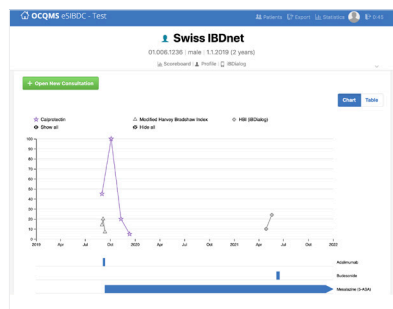 OCQMS eSIBDC - Test
Patients Export Statistics 0:43
Swiss IBDnet
01.006.1236 | male | 1.1.2019 (2 years)
Scoreboard | Profile | IBDialog
+ Open New Consultation
Chart Table
Calprotectin Modified Harvey Bradshaw Index HBI (IBDialog)
Show all Hide all
100
90
80
70
60
50
40
30
20
10
0
2019 Apr Jul Oct 2020 Apr Jul Oct 2021 Apr Jul Oct 2022
Adalimumab
Budesonide
Mesalazine (5-ASA)